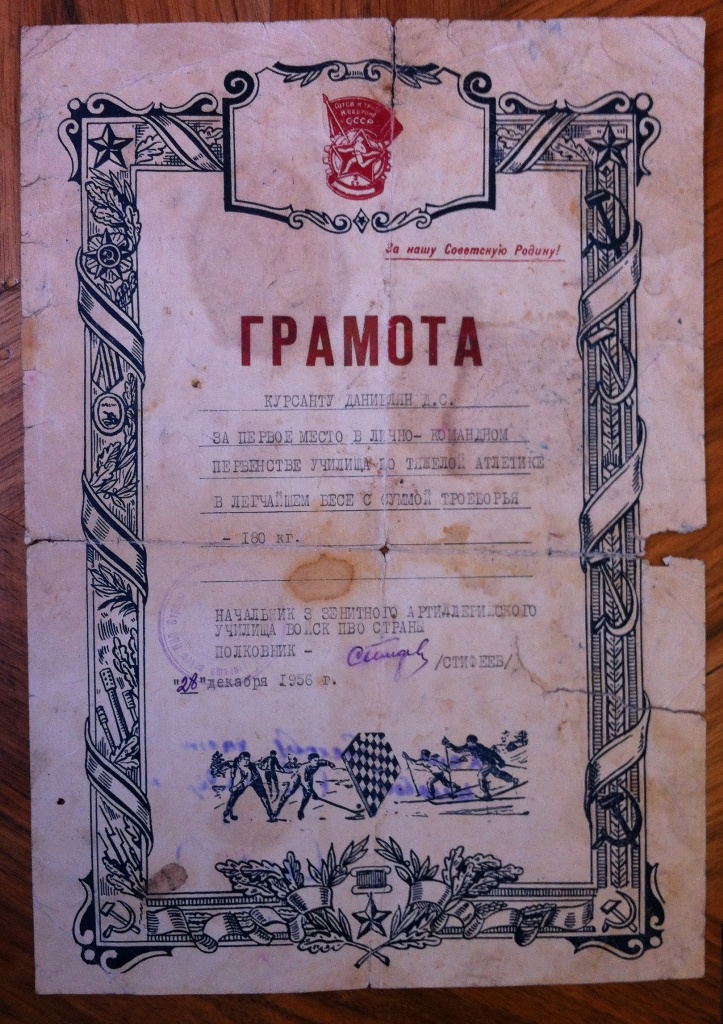 ГОТОВ К ТРУДУ
И ОБОРОНЕ
СССР
За нашу Советскую Родину!
ГРАМОТА
КУРСАНТУ ДАНИЕЛЯН Д.С.
ЗА ПЕРВОЕ МЕСТО В ЛИЧНО- КОМАНДНОМ
ПЕРВЕНСТВЕ УЧИЛИЩА ПО ТЯЖЕЛОЙ АТЛЕТИКЕ
В ЛЕГЧАЙШЕМ ВЕСЕ С СУММОЙ ТРОЕБОРЬЯ
- 180 кг.
НАЧАЛЬНИК 3 ЗЕНИТНОГО АРТИЛЛЕРИЙСКОГО
УЧИЛИЩА ВОЙСК ПВО СТРАНЫ
ПОЛКОВНИК - /СТИФЕЕВ/
"28" декабря 1956 г.